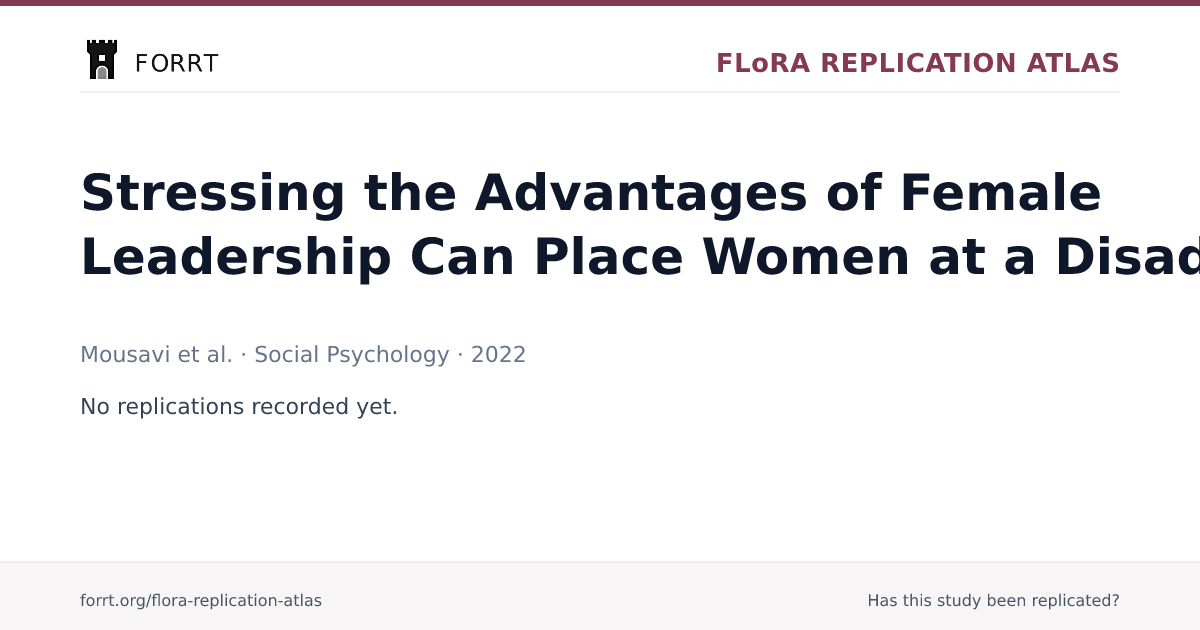 FORRT
FLoRA REPLICATION ATLAS
Stressing the Advantages of Female
Leadership Can Place Women at a Disad
Mousavi et al. · Social Psychology · 2022
No replications recorded yet.
forrt.org/flora-replication-atlas
Has this study been replicated?